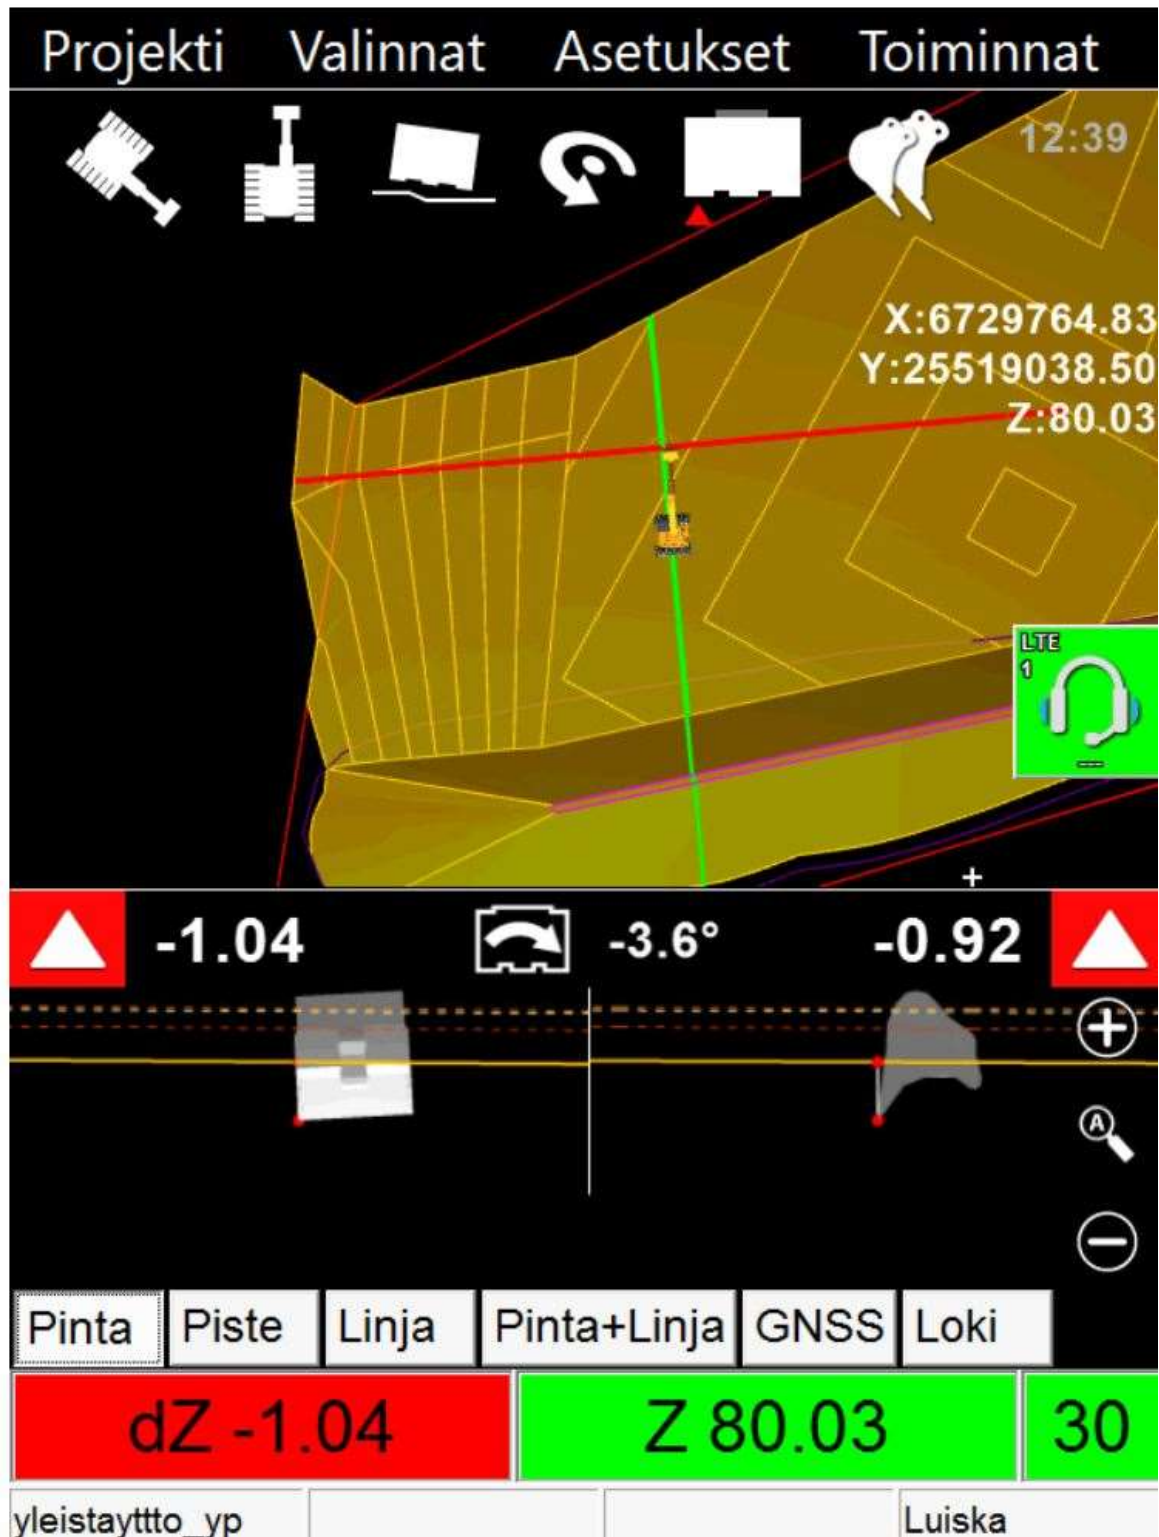 Projekti Valinnat Asetukset Toiminnat
12:39
X:6729764.83
Y:25519038.50
Z:80.03
LTE
1
-1.04 -3.6° -0.92
A
Pinta Piste Linja Pinta+Linja GNSS Loki
dZ -1.04 Z 80.03 30
yleistayttto_yp Luiska